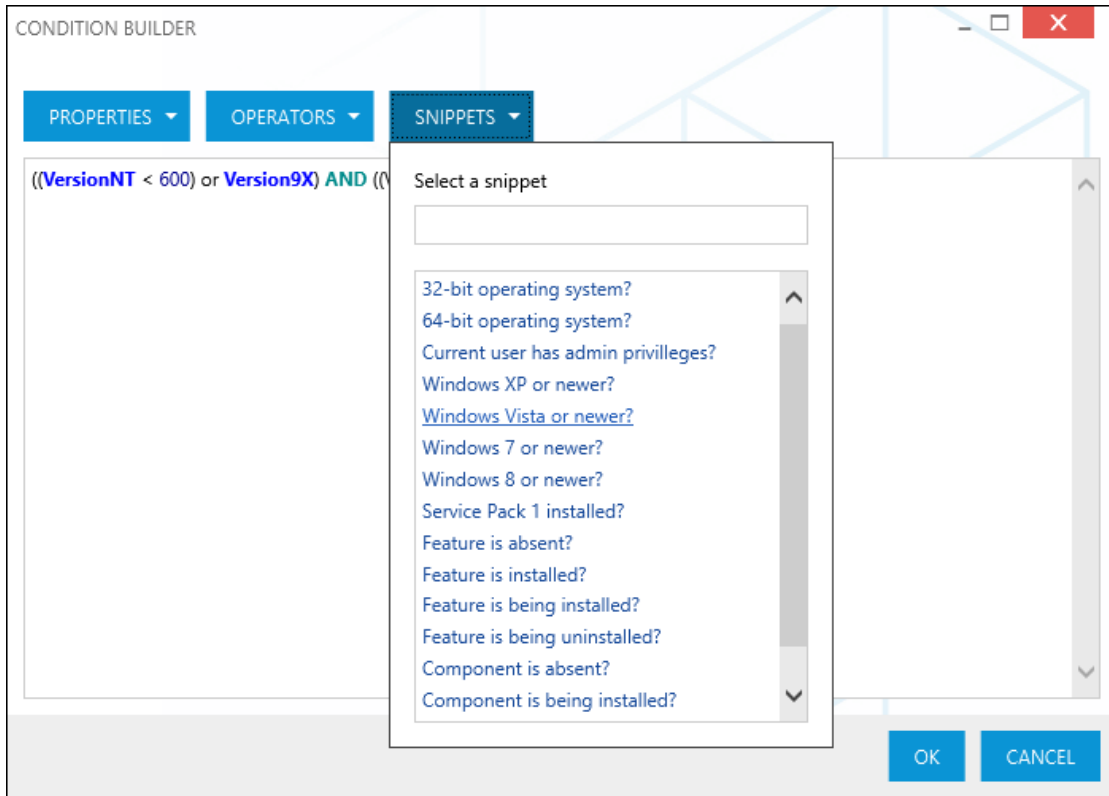 CONDITION BUILDER
PROPERTIES OPERATORS SNIPPETS
((VersionNT < 600) or Version9X) AND ((
Select a snippet
32-bit operating system?
64-bit operating system?
Current user has admin privilleges?
Windows XP or newer?
Windows Vista or newer?
Windows 7 or newer?
Windows 8 or newer?
Service Pack 1 installed?
Feature is absent?
Feature is installed?
Feature is being installed?
Feature is being uninstalled?
Component is absent?
Component is being installed?
OK CANCEL